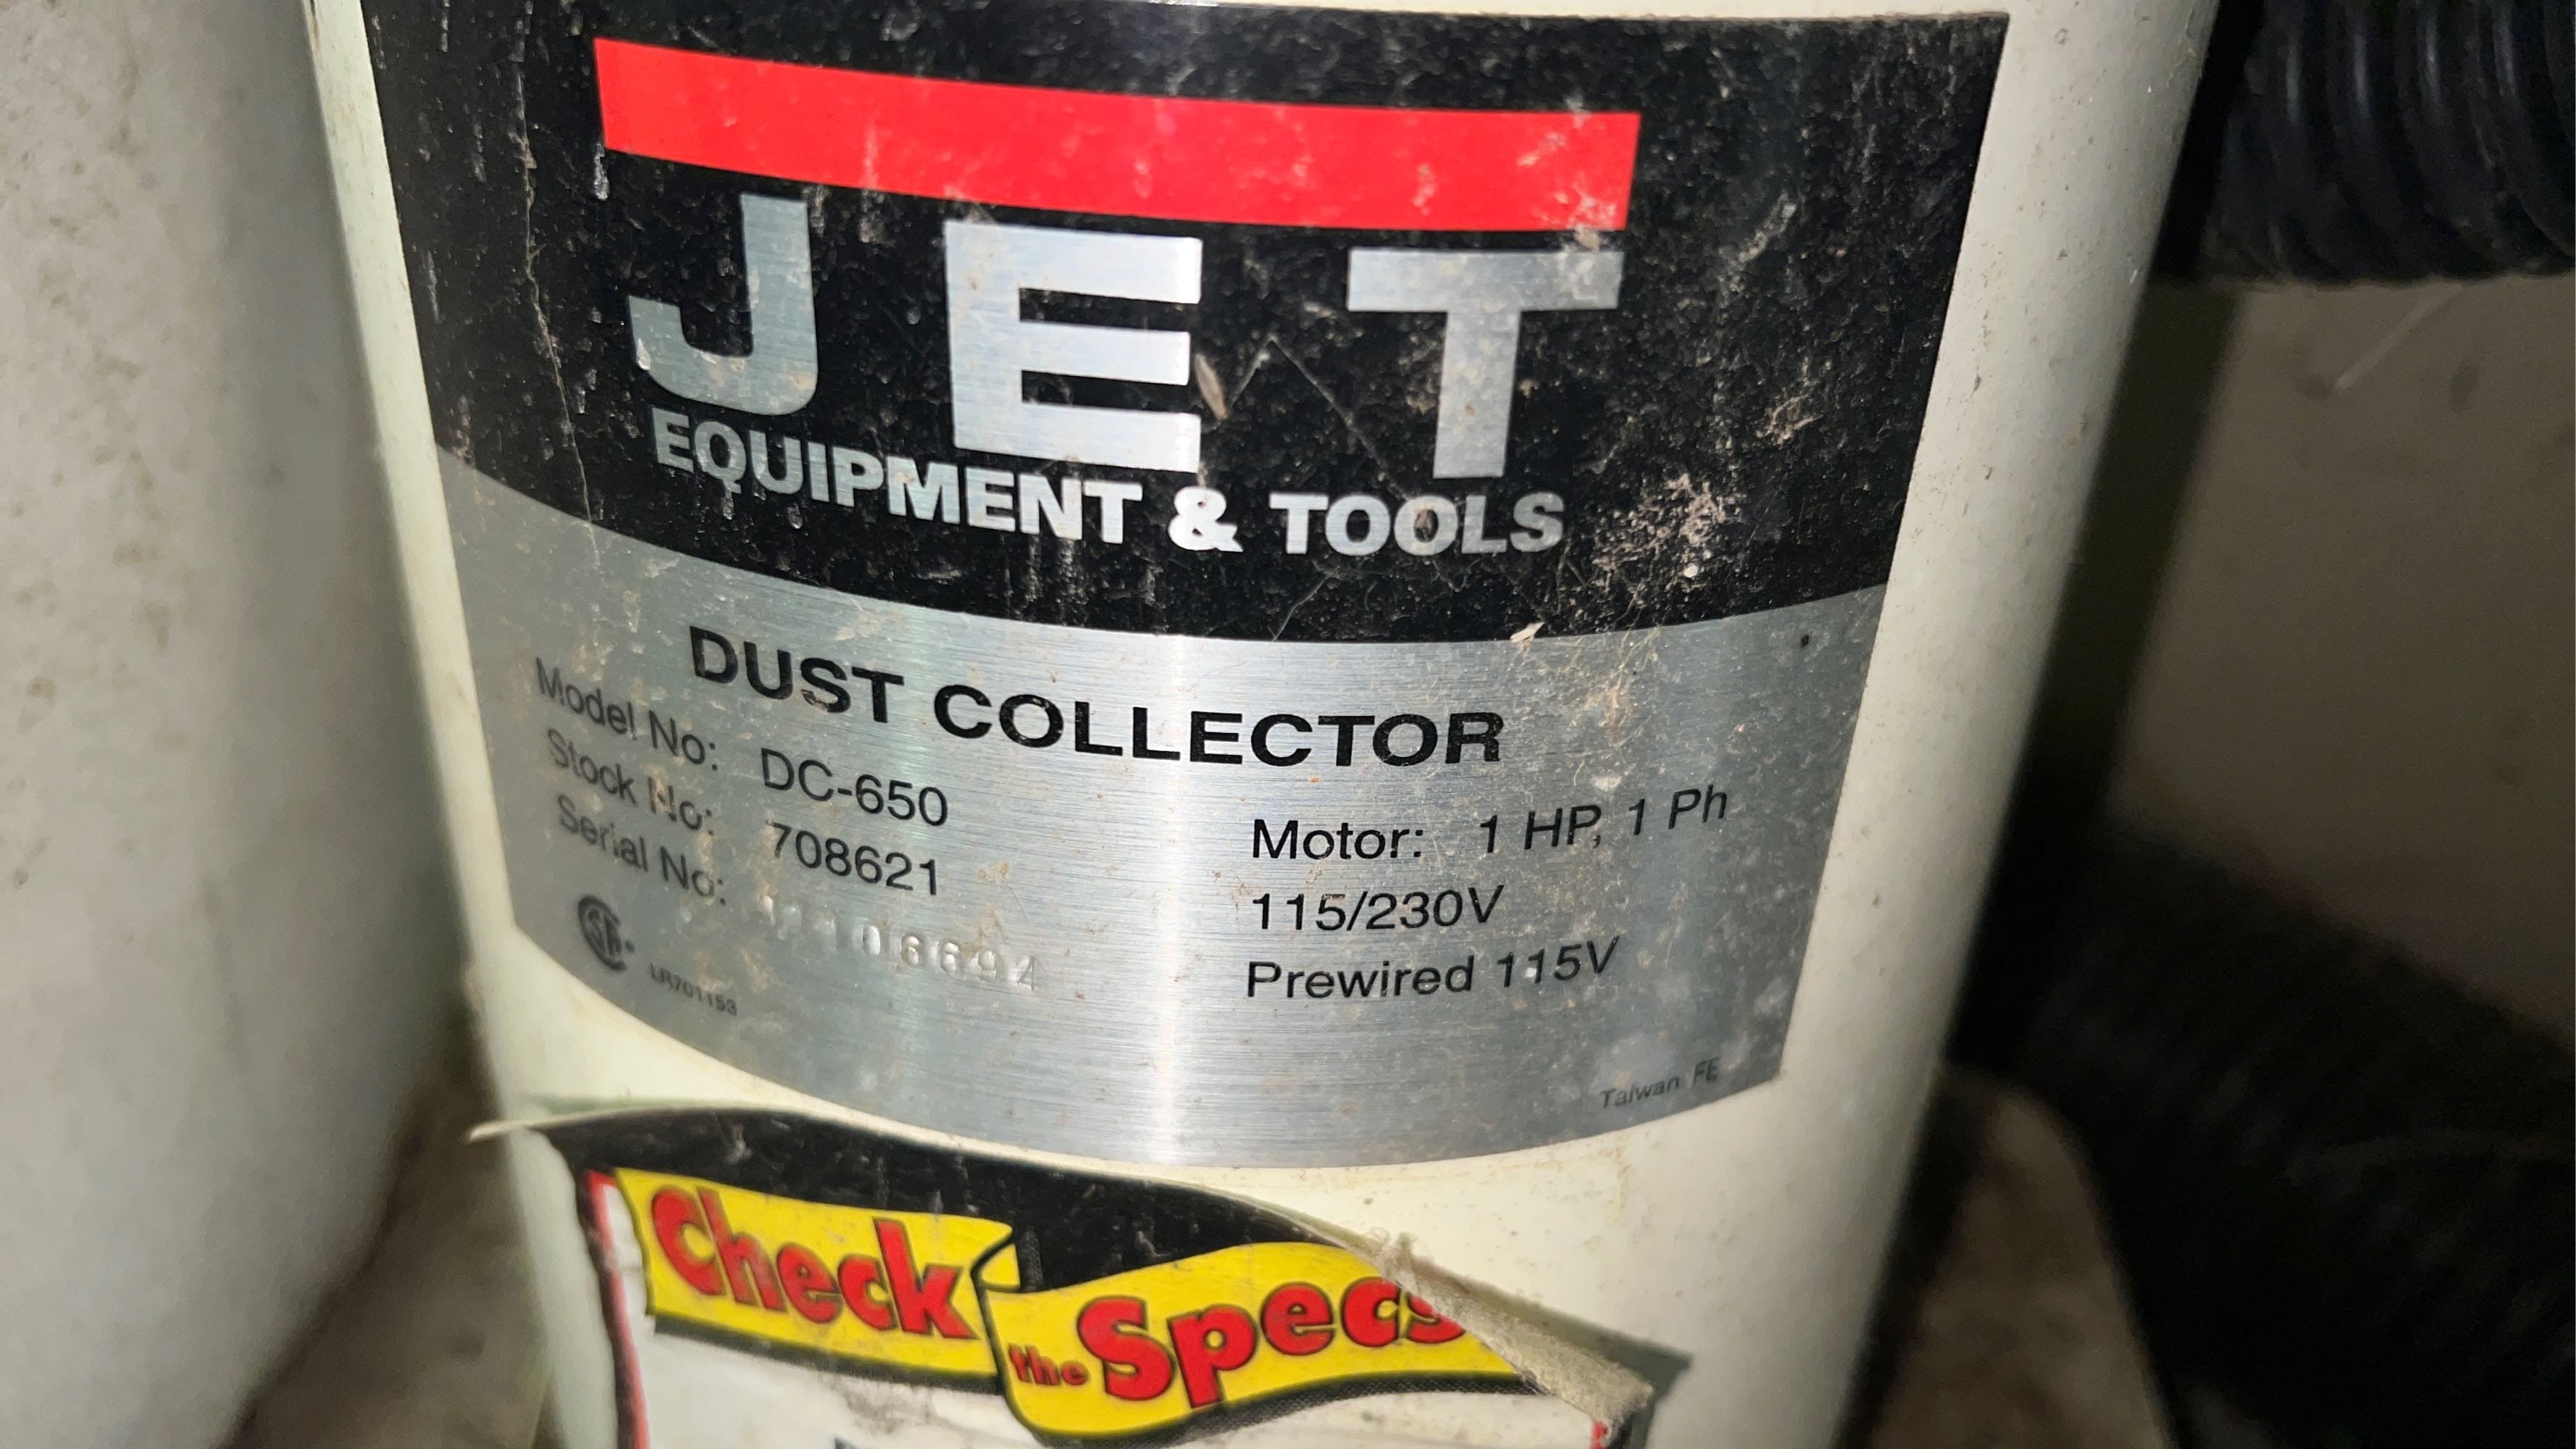 JET
EQUIPMENT & TOOLS
DUST COLLECTOR
Model No: DC-650
Stock No: 708621
Serial No:
Motor: 1 HP, 1 Ph
115/230V
Prewired 115V
LR701153
Taiwan FE
Check
the Specs